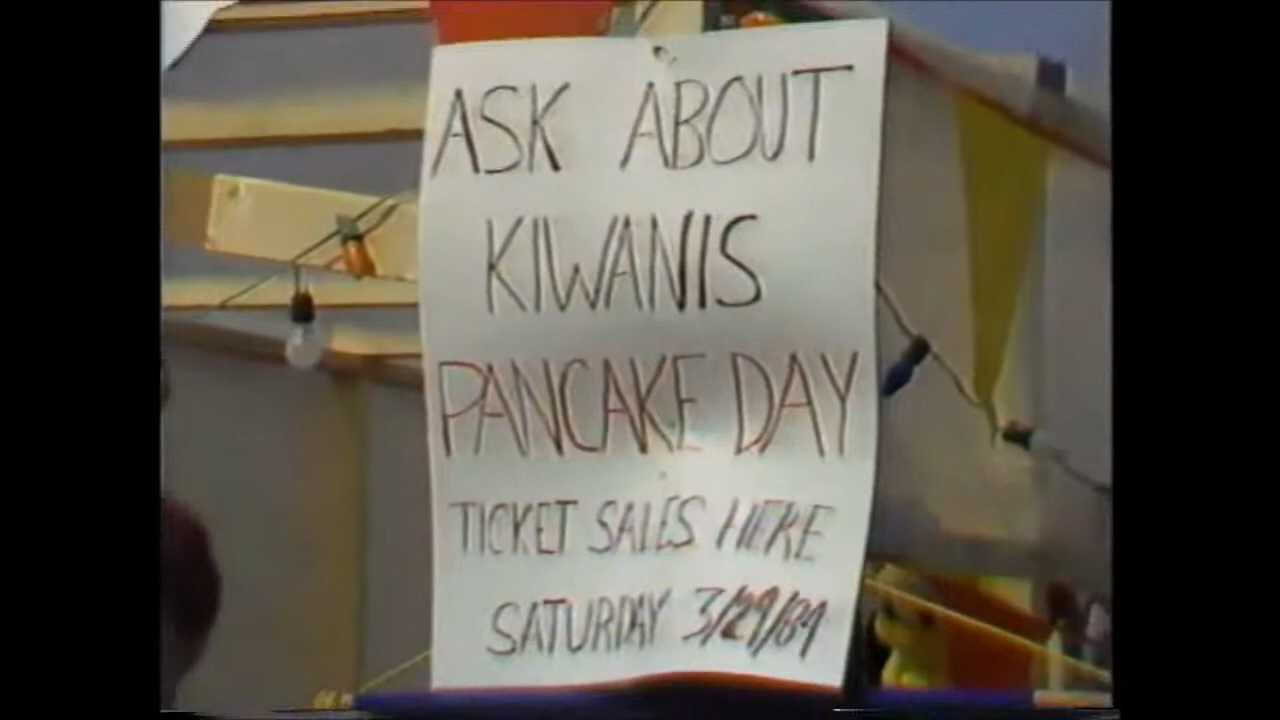 ASK ABOUT
KIWANIS
PANCAKE DAY
TICKET SALES HERE
SATURDAY 3/29/89